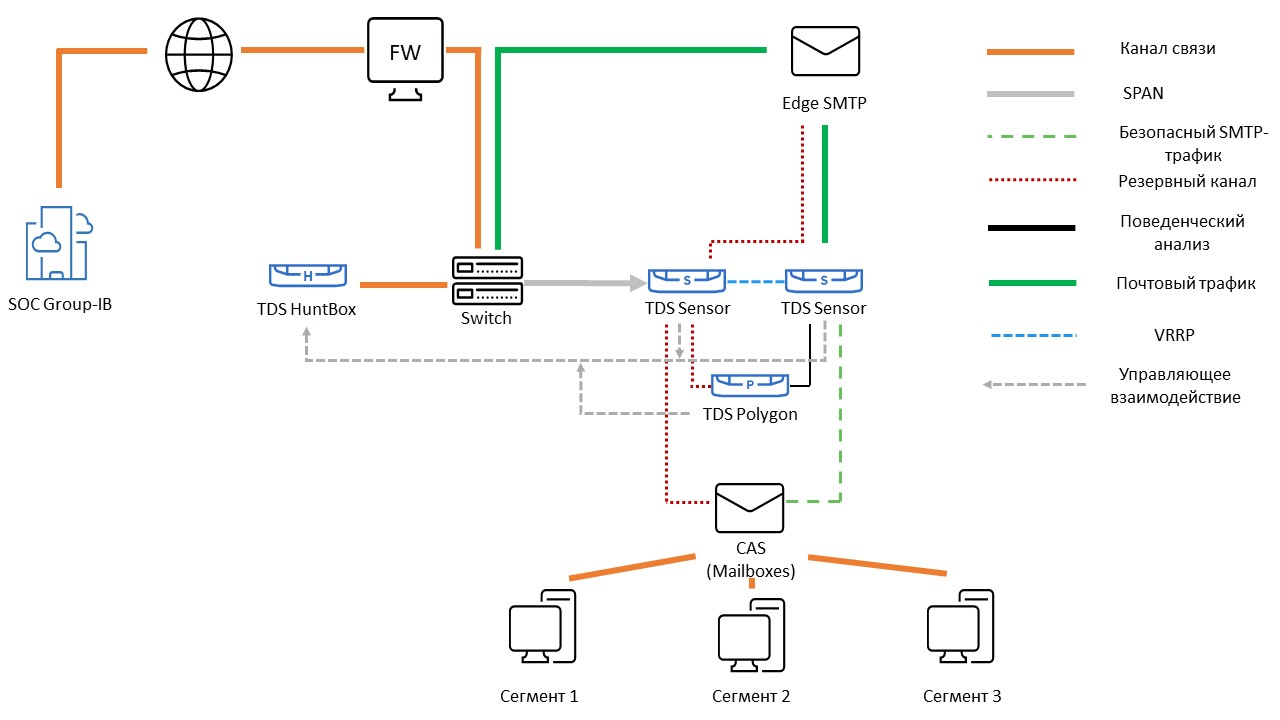 FW
Edge SMTP
SOC Group-IB
H
TDS HuntBox
Switch
S
TDS Sensor
S
TDS Sensor
P
TDS Polygon
CAS
(Mailboxes)
Сегмент 1
Сегмент 2
Сегмент 3
Канал связи
SPAN
Безопасный SMTP-
трафик
Резервный канал
Поведенческий
анализ
Почтовый трафик
VRRP
Управляющее
взаимодействие